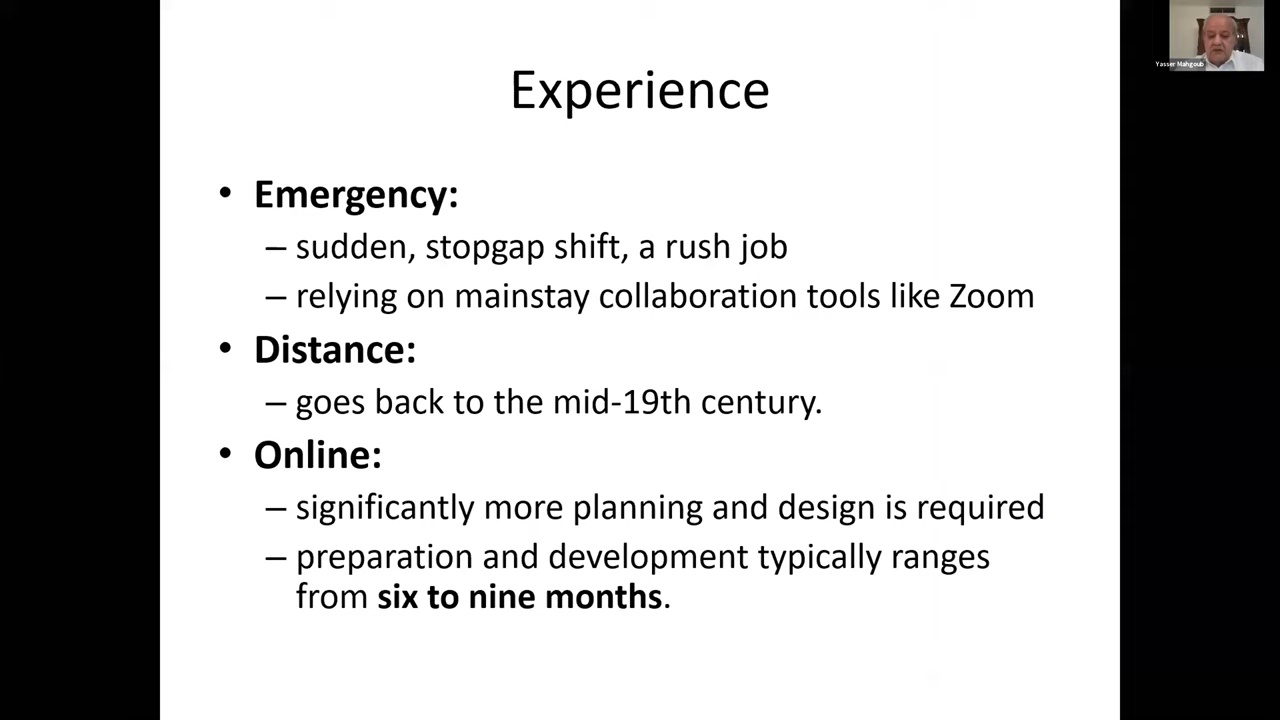 Experience
• Emergency:
– sudden, stopgap shift, a rush job
– relying on mainstay collaboration tools like Zoom
• Distance:
– goes back to the mid-19th century.
• Online:
– significantly more planning and design is required
– preparation and development typically ranges
from six to nine months.
Yasser Mahgoub